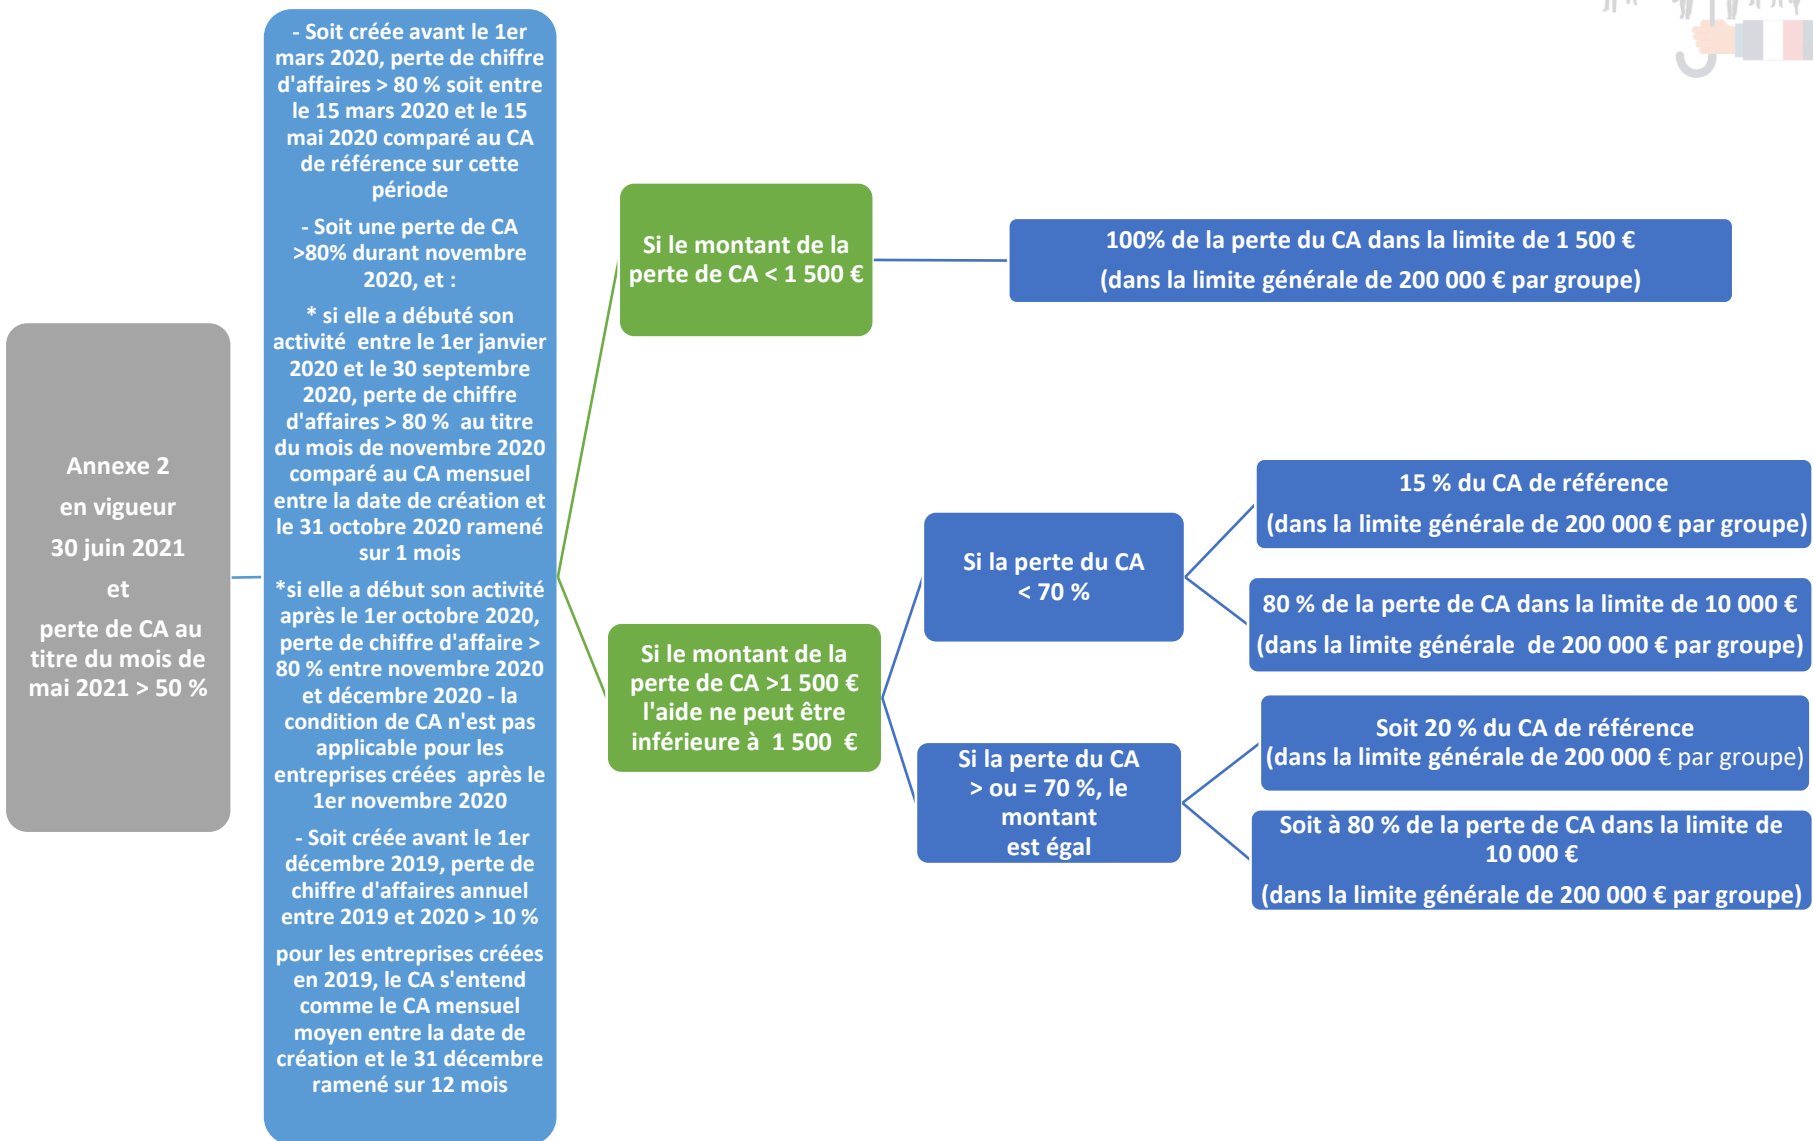 Annexe 2
en vigueur
30 juin 2021
et
perte de CA au
titre du mois de
mai 2021 > 50 %
- Soit créée avant le 1er
mars 2020, perte de chiffre
d'affaires > 80 % soit entre
le 15 mars 2020 et le 15
mai 2020 comparé au CA
de référence sur cette
période
- Soit une perte de CA
>80% durant novembre
2020, et :
* si elle a débuté son
activité  entre le 1er janvier
2020 et le 30 septembre
2020, perte de chiffre
d'affaires > 80 %  au titre
du mois de novembre 2020
comparé au CA mensuel
entre la date de création et
le 31 octobre 2020 ramené
sur 1 mois
*si elle a début son activité
après le 1er octobre 2020,
perte de chiffre d'affaire >
80 % entre novembre 2020
et décembre 2020 - la
condition de CA n'est pas
applicable pour les
entreprises créées  après le
1er novembre 2020
- Soit créée avant le 1er
décembre 2019, perte de
chiffre d'affaires annuel
entre 2019 et 2020 > 10 %
pour les entreprises créées
en 2019, le CA s'entend
comme le CA mensuel
moyen entre la date de
création et le 31 décembre
ramené sur 12 mois
Si le montant de la
perte de CA < 1 500 €
100% de la perte du CA dans la limite de 1 500 €
(dans la limite générale de 200 000 € par groupe)
Si le montant de la
perte de CA >1 500 €
l'aide ne peut être
inférieure à  1 500  €
Si la perte du CA
< 70 %
15 % du CA de référence
(dans la limite générale de 200 000 € par groupe)
80 % de la perte de CA dans la limite de 10 000 €
(dans la limite générale  de 200 000 € par groupe)
Si la perte du CA
> ou = 70 %, le
montant
est égal
Soit 20 % du CA de référence
(dans la limite générale de 200 000 € par groupe)
Soit à 80 % de la perte de CA dans la limite de
10 000 €
(dans la limite générale de 200 000 € par groupe)